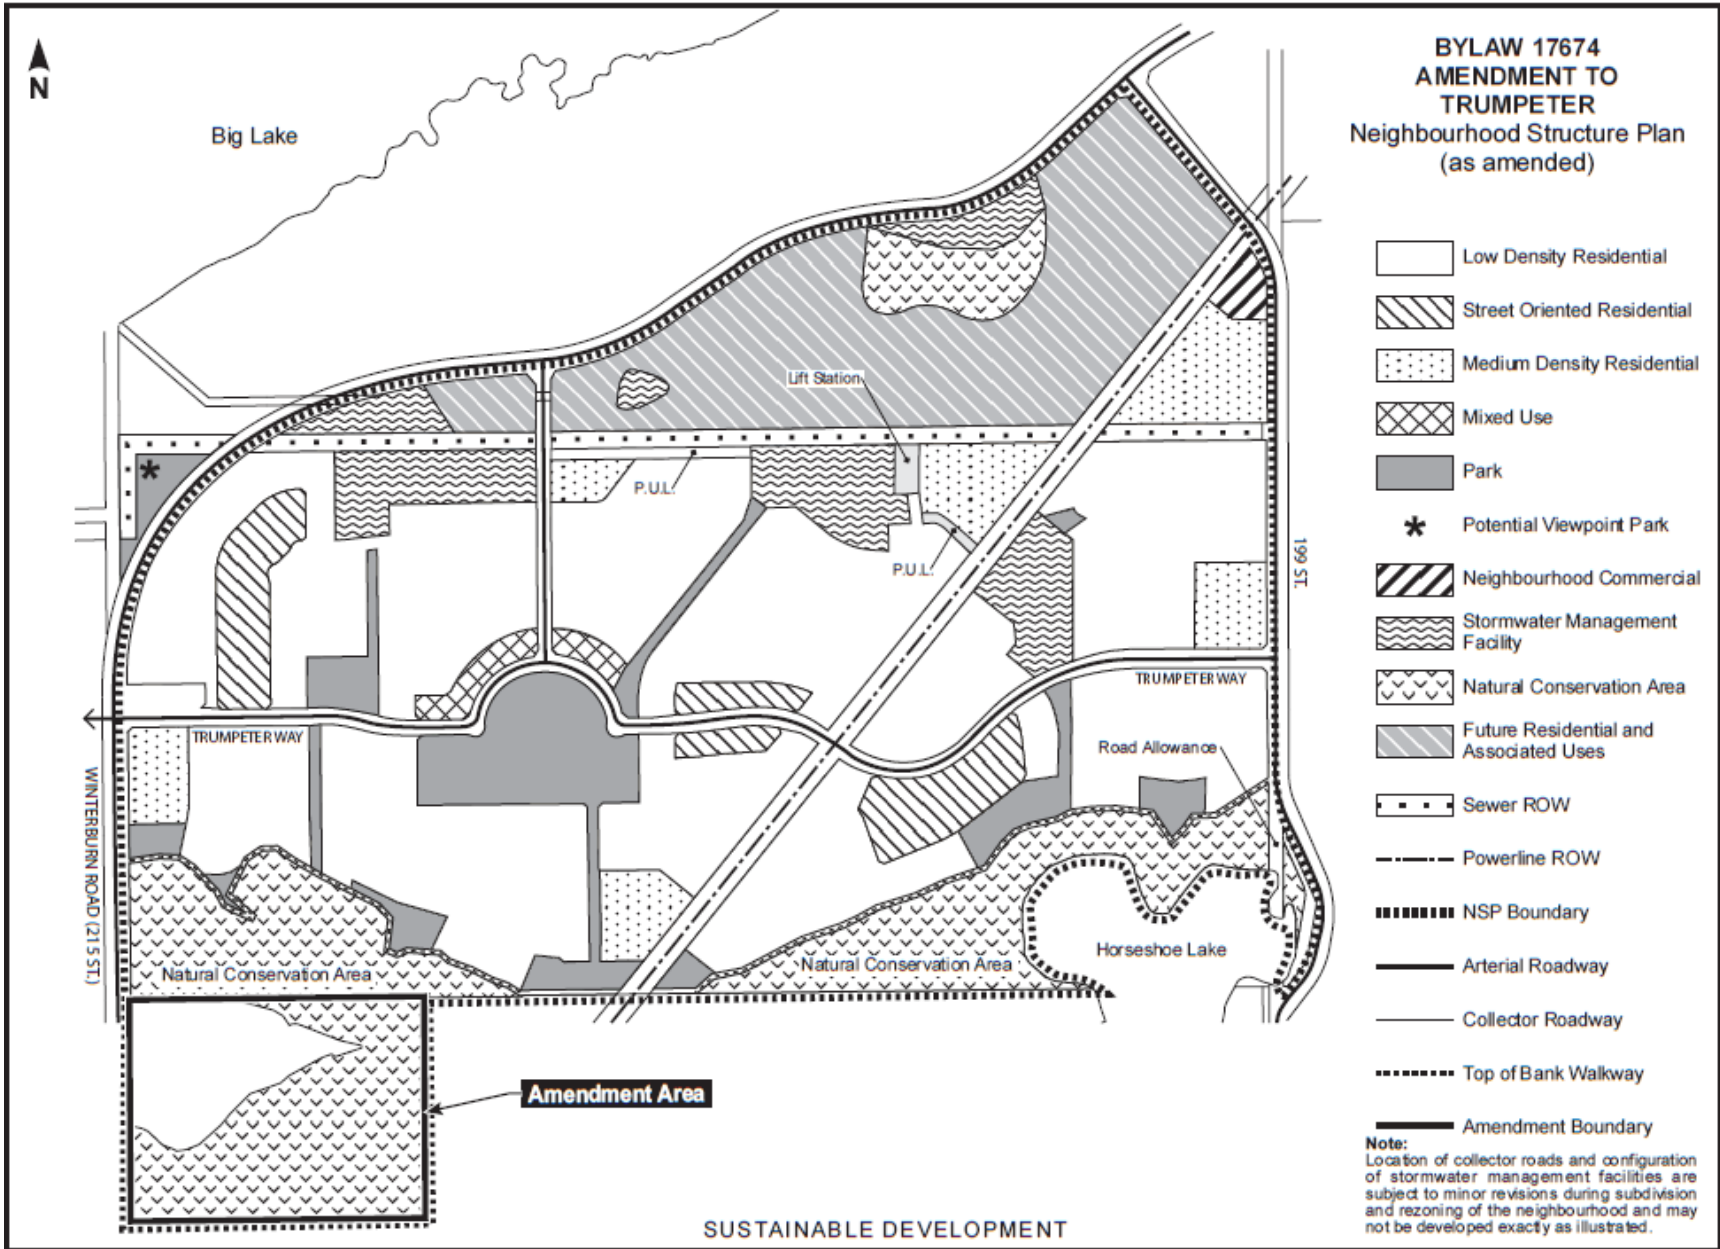 BYLAW 17674
AMENDMENT TO
TRUMPETER
Neighbourhood Structure Plan
(as amended)
N
Big Lake
Low Density Residential
Street Oriented Residential
Medium Density Residential
Mixed Use
Park
Potential Viewpoint Park
Neighbourhood Commercial
Stormwater Management
Facility
Natural Conservation Area
Future Residential and
Associated Uses
Sewer ROW
Powerline ROW
NSP Boundary
Arterial Roadway
Collector Roadway
Top of Bank Walkway
Amendment Boundary
Note:
Location of collector roads and configuration
of stormwater management facilities are
subject to minor revisions during subdivision
and rezoning of the neighbourhood and may
not be developed exactly as illustrated.
Lift Station
P.U.L.
P.U.L.
199 ST.
TRUMPETER WAY
TRUMPETER WAY
Road Allowance
WINTERBURN ROAD (215 ST.)
Natural Conservation Area
Natural Conservation Area
Horseshoe Lake
Amendment Area
SUSTAINABLE DEVELOPMENT